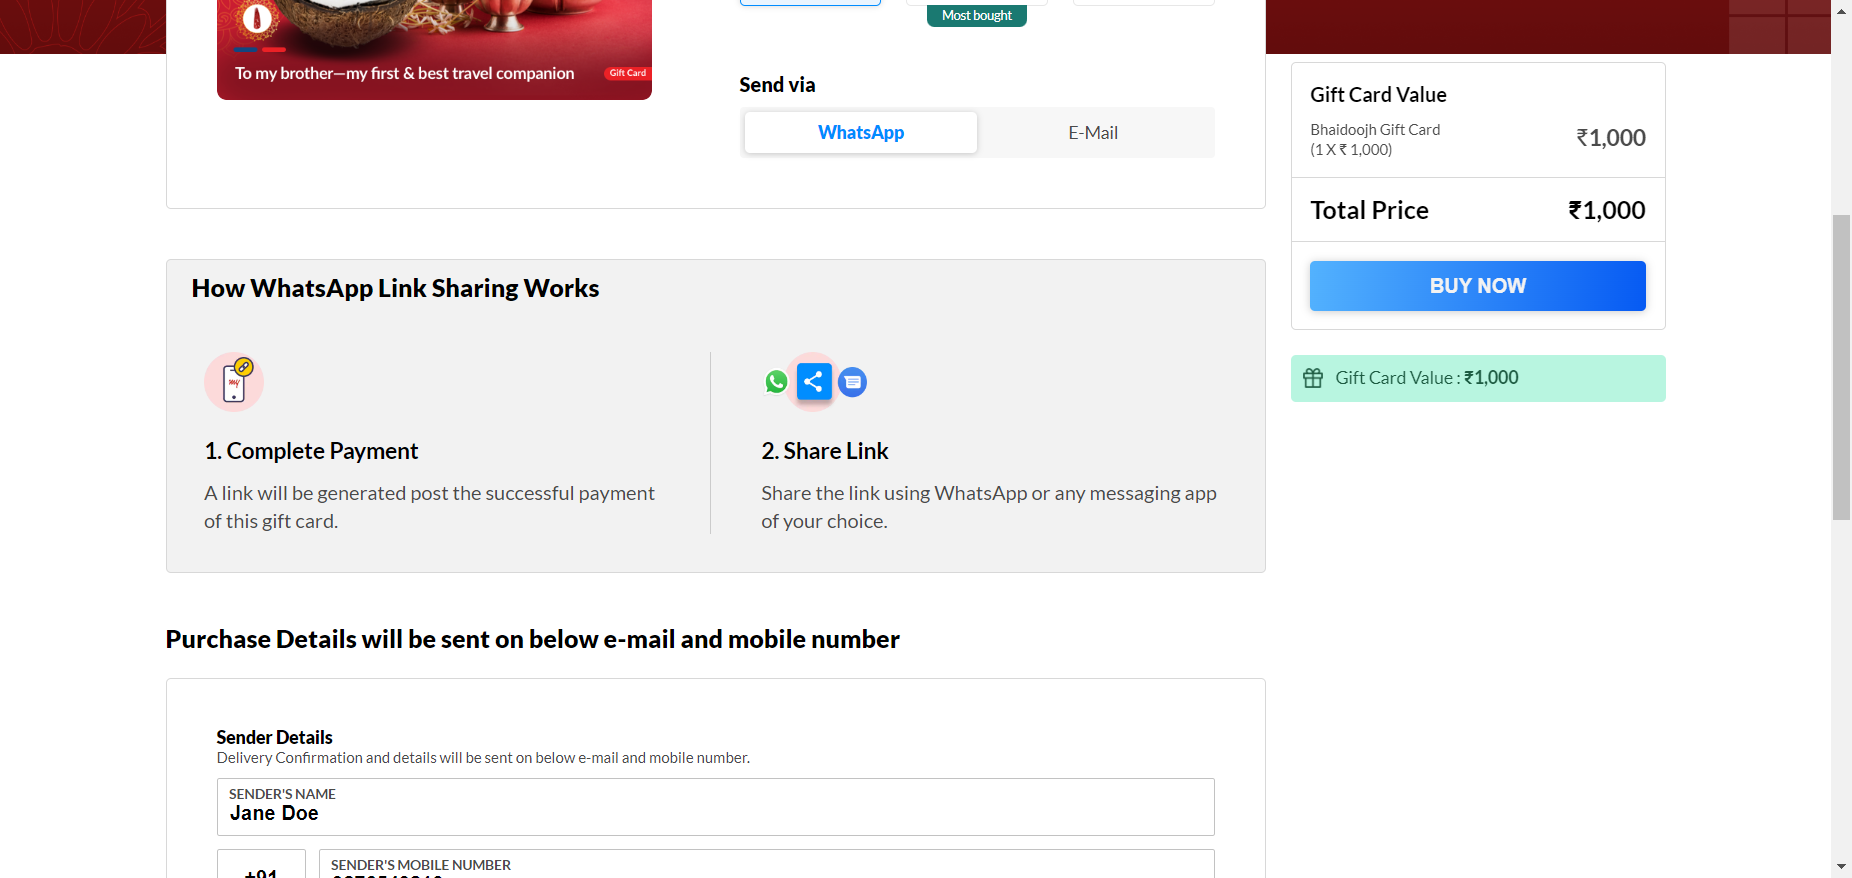 To my brother—my first & best travel companion
Gift Card
Most bought
Send via
WhatsApp
E-Mail
Gift Card Value
Bhaidoojh Gift Card
(1 X ₹ 1,000)
₹1,000
Total Price
₹1,000
BUY NOW
Gift Card Value : ₹1,000
How WhatsApp Link Sharing Works
my
1. Complete Payment
A link will be generated post the successful payment
of this gift card.
2. Share Link
Share the link using WhatsApp or any messaging app
of your choice.
Purchase Details will be sent on below e-mail and mobile number
Sender Details
Delivery Confirmation and details will be sent on below e-mail and mobile number.
SENDER'S NAME
Jane Doe
+91
SENDER'S MOBILE NUMBER